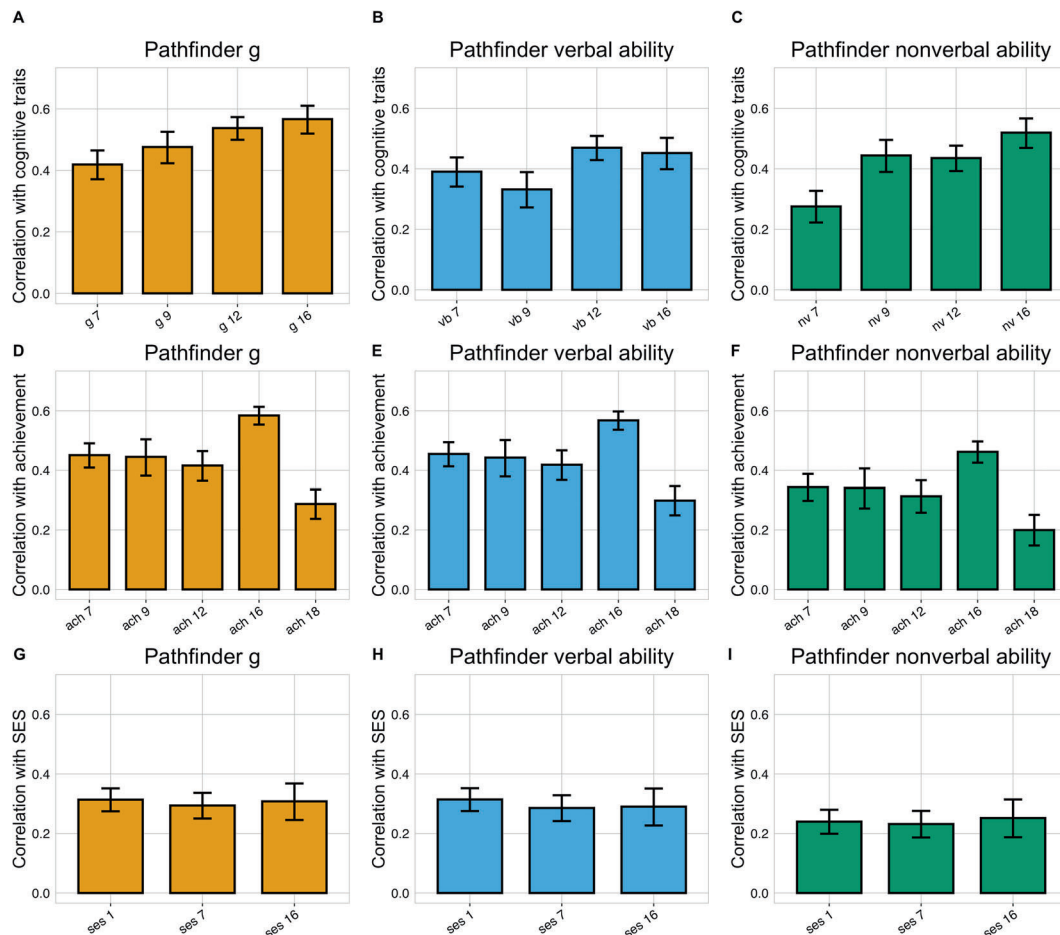 A
Pathfinder g
Correlation with cognitive traits
0.6
0.4
0.2
0.0
g 7
g 9
g 12
g 16
B
Pathfinder verbal ability
Correlation with cognitive traits
0.6
0.4
0.2
0.0
vb 7
vb 9
vb 12
vb 16
C
Pathfinder nonverbal ability
Correlation with cognitive traits
0.6
0.4
0.2
0.0
nv 7
nv 9
nv 12
nv 16
D
Pathfinder g
Correlation with achievement
0.6
0.4
0.2
0.0
ach 7
ach 9
ach 12
ach 16
ach 18
E
Pathfinder verbal ability
Correlation with achievement
0.6
0.4
0.2
0.0
ach 7
ach 9
ach 12
ach 16
ach 18
F
Pathfinder nonverbal ability
Correlation with achievement
0.6
0.4
0.2
0.0
ach 7
ach 9
ach 12
ach 16
ach 18
G
Pathfinder g
Correlation with SES
0.6
0.4
0.2
0.0
ses 1
ses 7
ses 16
H
Pathfinder verbal ability
Correlation with SES
0.6
0.4
0.2
0.0
ses 1
ses 7
ses 16
I
Pathfinder nonverbal ability
Correlation with SES
0.6
0.4
0.2
0.0
ses 1
ses 7
ses 16